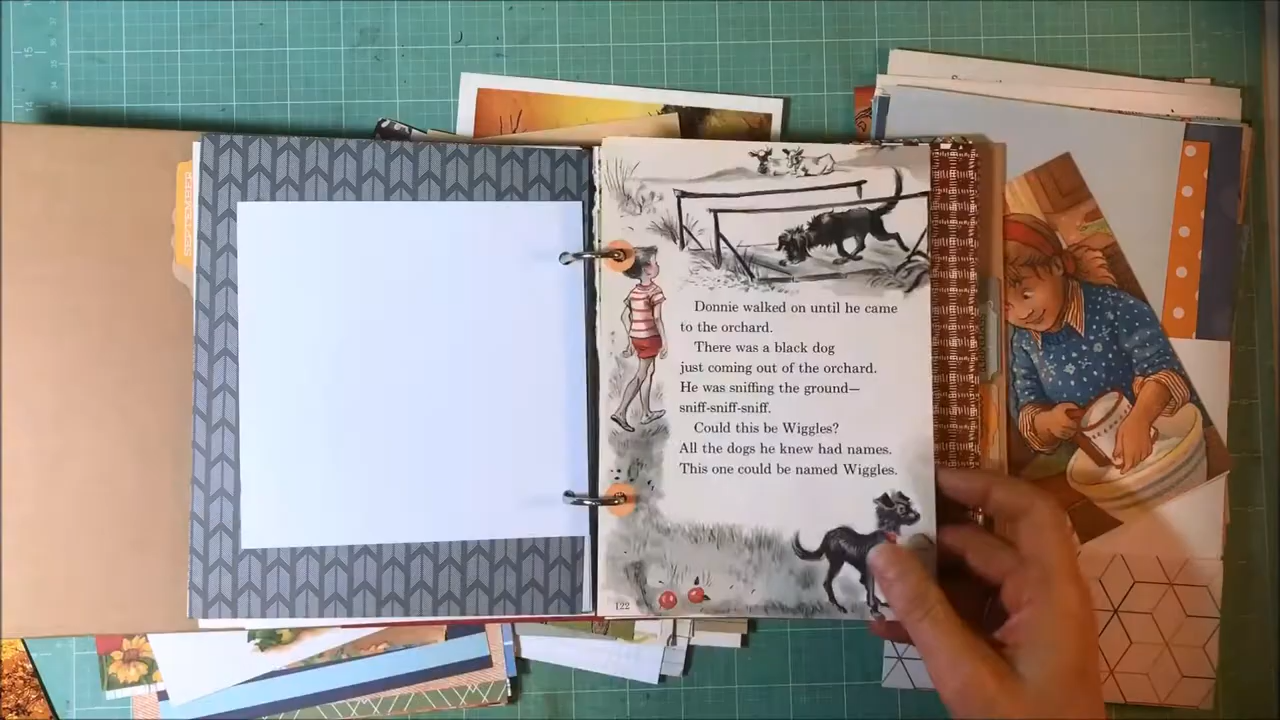 SEPTEMBER
Donnie walked on until he came
to the orchard.
There was a black dog
just coming out of the orchard.
He was sniffing the ground—
sniff-sniff-sniff.
Could this be Wiggles?
All the dogs he knew had names.
This one could be named Wiggles.
122